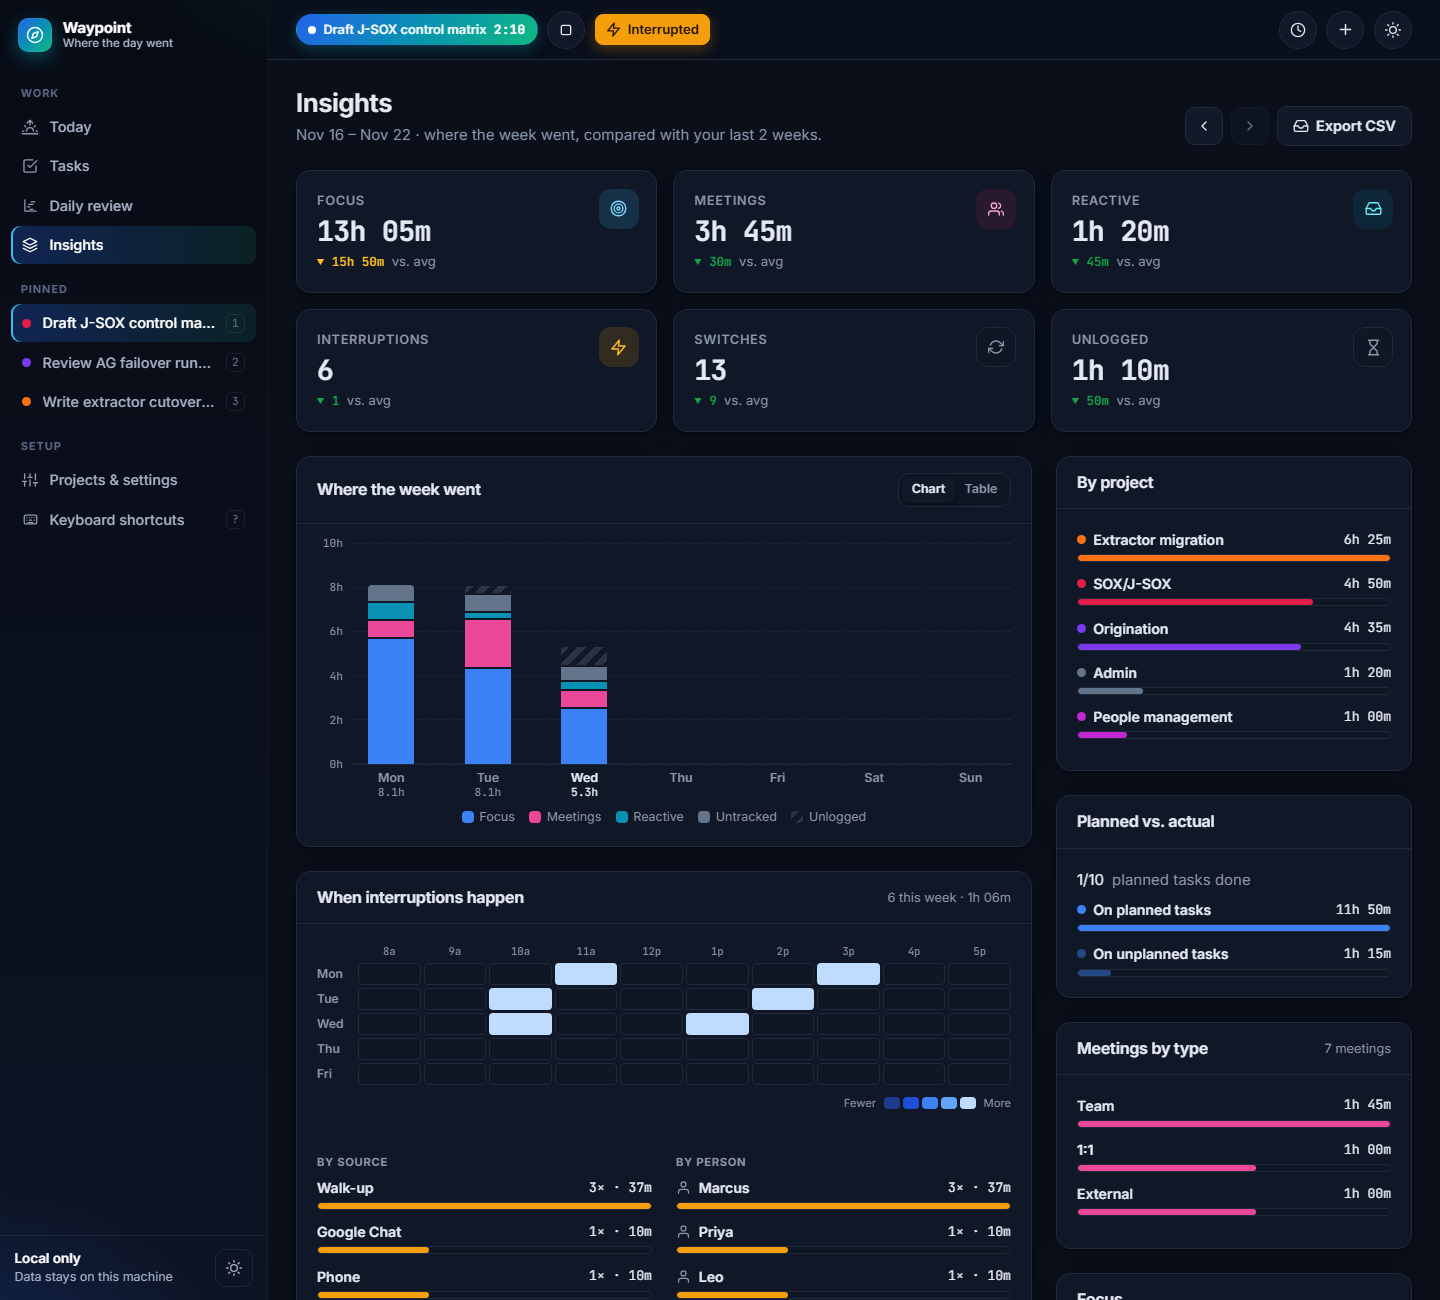 Waypoint
Where the day went
WORK
Today
Tasks
Daily review
Insights
PINNED
Draft J-SOX control ma... 1
Review AG failover run... 2
Write extractor cutover... 3
SETUP
Projects & settings
Keyboard shortcuts ?
Local only
Data stays on this machine
Draft J-SOX control matrix 2:10
Interrupted
Insights
Nov 16 – Nov 22 · where the week went, compared with your last 2 weeks.
Export CSV
FOCUS
13h 05m
▼ 15h 50m vs. avg
MEETINGS
3h 45m
▼ 30m vs. avg
REACTIVE
1h 20m
▼ 45m vs. avg
INTERRUPTIONS
6
▼ 1 vs. avg
SWITCHES
13
▼ 9 vs. avg
UNLOGGED
1h 10m
▼ 50m vs. avg
Where the week went
Chart Table
10h
8h
6h
4h
2h
0h
Mon Tue Wed Thu Fri Sat Sun
8.1h 8.1h 5.3h
Focus Meetings Reactive Untracked Unlogged
When interruptions happen
6 this week · 1h 06m
8a 9a 10a 11a 12p 1p 2p 3p 4p 5p
Mon
Tue
Wed
Thu
Fri
Fewer More
BY SOURCE
Walk-up 3× · 37m
Google Chat 1× · 10m
Phone 1× · 10m
BY PERSON
Marcus 3× · 37m
Priya 1× · 10m
Leo 1× · 10m
By project
Extractor migration 6h 25m
SOX/J-SOX 4h 50m
Origination 4h 35m
Admin 1h 20m
People management 1h 00m
Planned vs. actual
1/10 planned tasks done
On planned tasks 11h 50m
On unplanned tasks 1h 15m
Meetings by type
7 meetings
Team 1h 45m
1:1 1h 00m
External 1h 00m
Focus